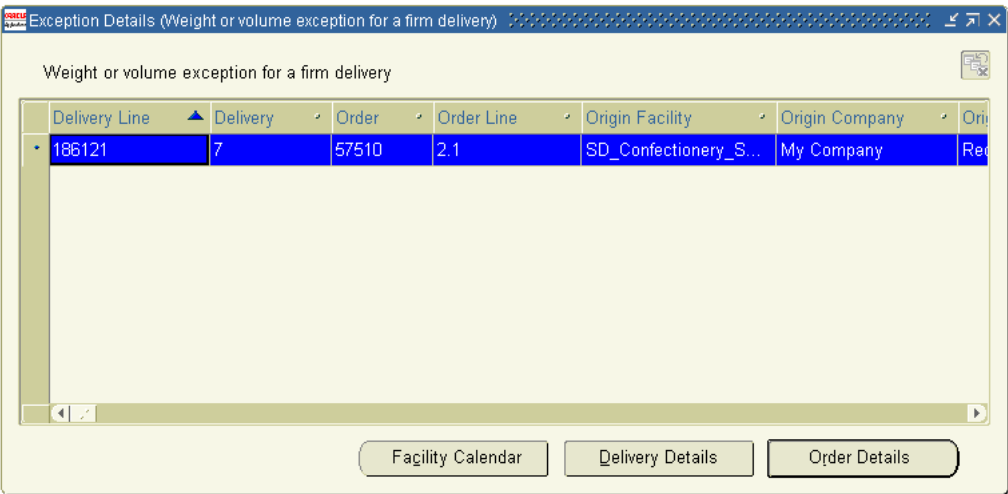 Exception Details (Weight or volume exception for a firm delivery)
Weight or volume exception for a firm delivery
Delivery Line Delivery Order Order Line Origin Facility Origin Company Orig
186121 7 57510 2.1 SD_Confectionery_S... My Company Rec
Facility Calendar Delivery Details Order Details